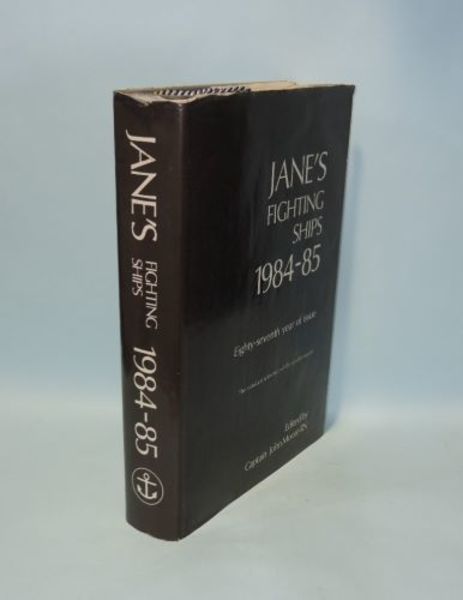 JANE'S
FIGHTING
SHIPS
1984-85
JANE'S
FIGHTING
SHIPS
1984-85
Eighty-seventh year of issue
Edited by
Captain John Moore RN